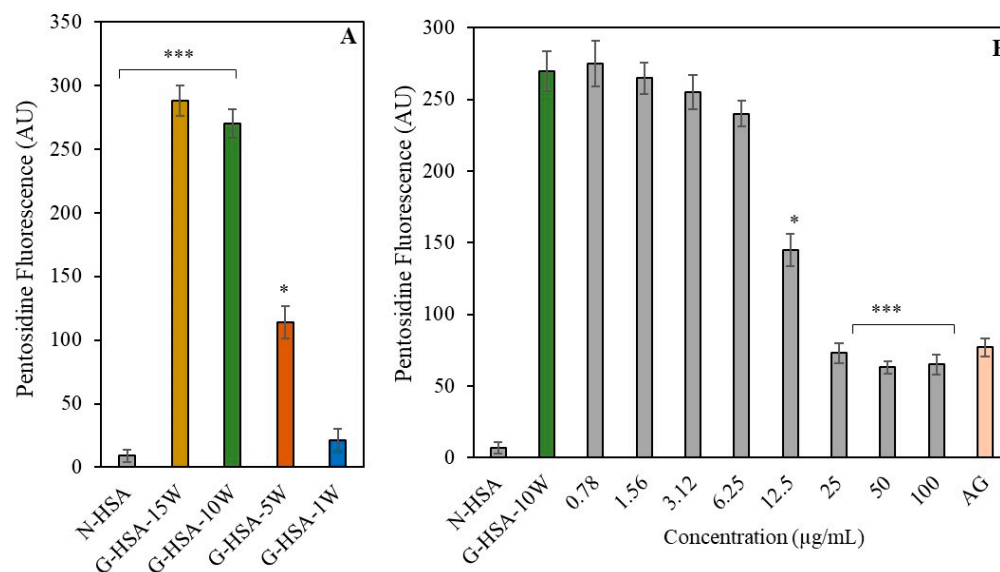 A
Pentosidine Fluorescence (AU)
350
300
250
200
150
100
50
0
***
*
N-HSA
G-HSA-15W
G-HSA-10W
G-HSA-5W
G-HSA-1W
Pentosidine Fluorescence (AU)
300
250
200
150
100
50
0
*
***
N-HSA
G-HSA-10W
0.78
1.56
3.12
6.25
12.5
25
50
100
AG
Concentration (µg/mL)